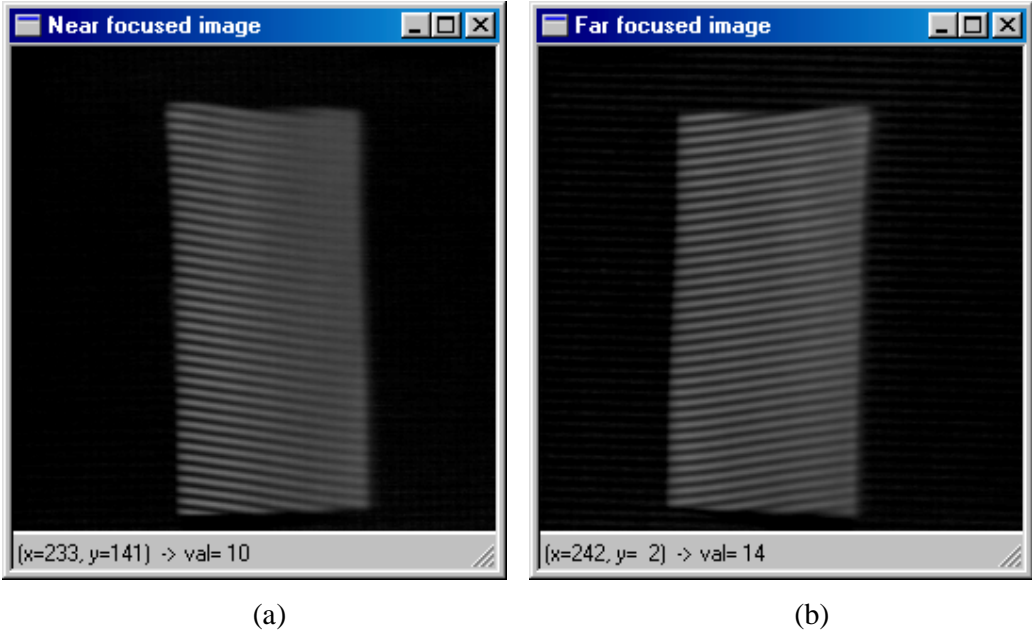 Near focused image
Far focused image
(x=233, y=141) -> val= 10
(x=242, y= 2) -> val= 14
(a)
(b)